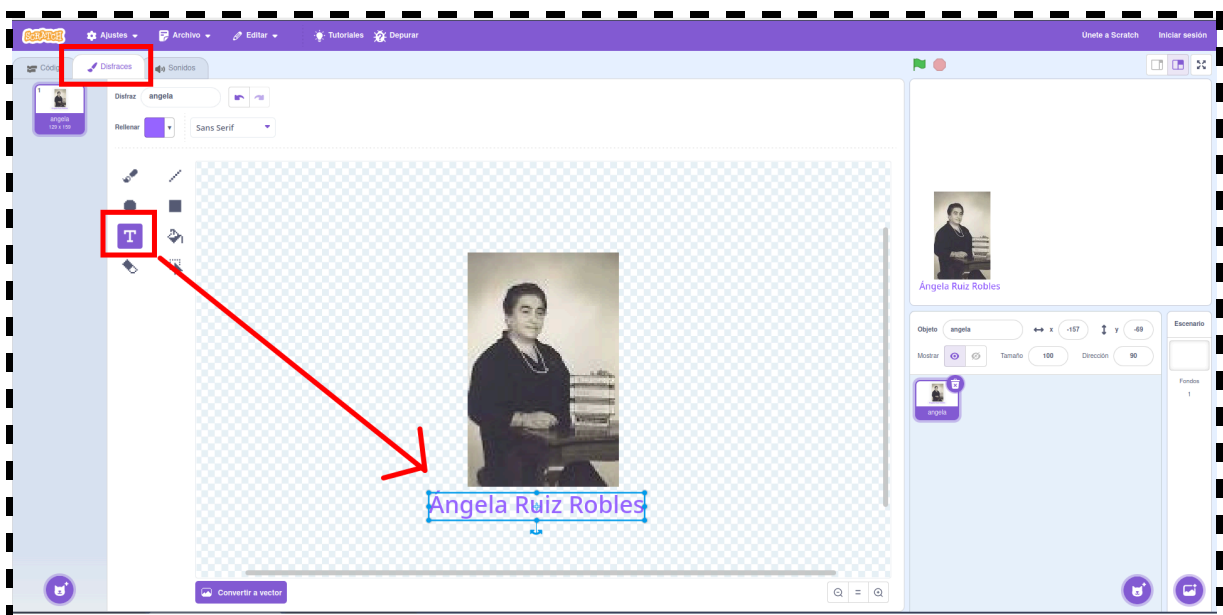 SCRATCH Ajustes Archivo Editar Tutoriales Depurar Únete a Scratch Iniciar sesión
Disfraces Sonidos
1
angela
129 x 159
Disfraz angela
Rellenar Sans Serif
T
Ángela Ruiz Robles
Convertir a vector
Ángela Ruiz Robles
Objeto angela x -157 y -69
Mostrar Tamaño 100 Dirección 90
angela
Escenario
Fondos
1